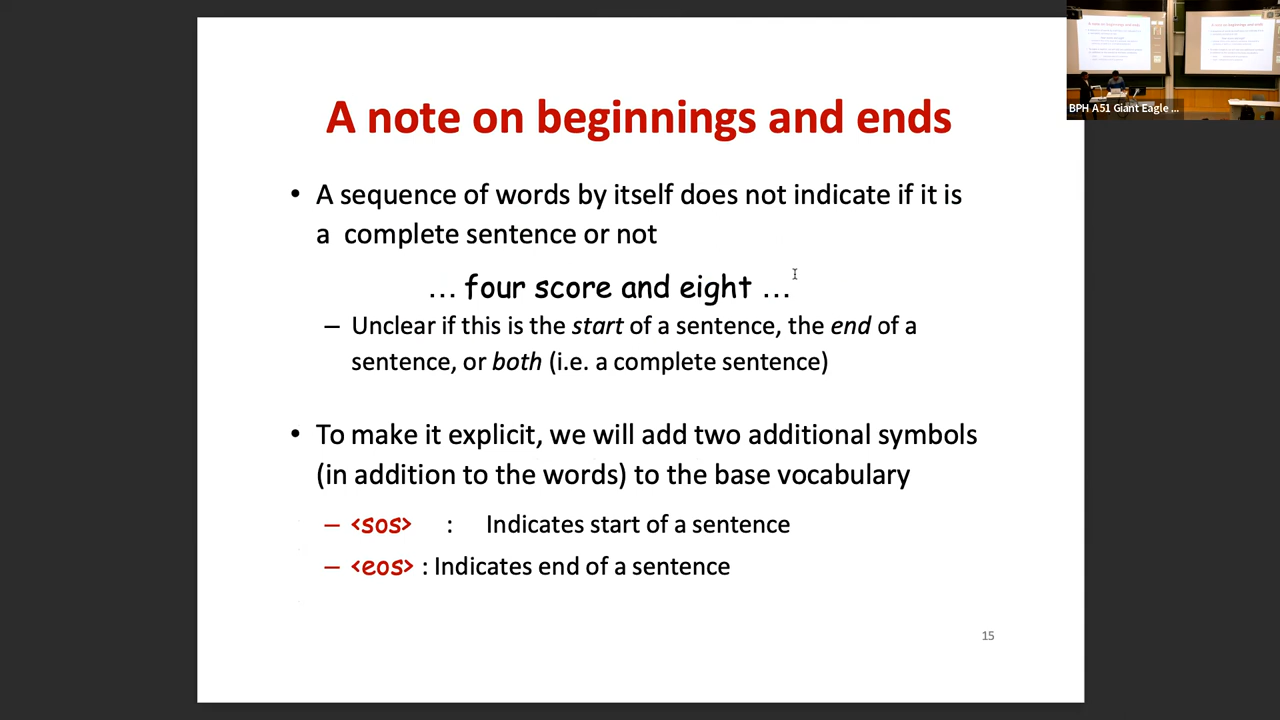 A note on beginnings and ends
• A sequence of words by itself does not indicate if it is
a complete sentence or not
... four score and eight ...
– Unclear if this is the start of a sentence, the end of a
sentence, or both (i.e. a complete sentence)
• To make it explicit, we will add two additional symbols
(in addition to the words) to the base vocabulary
– <sos> : Indicates start of a sentence
– <eos> : Indicates end of a sentence
15
BPH A51 Giant Eagle ...